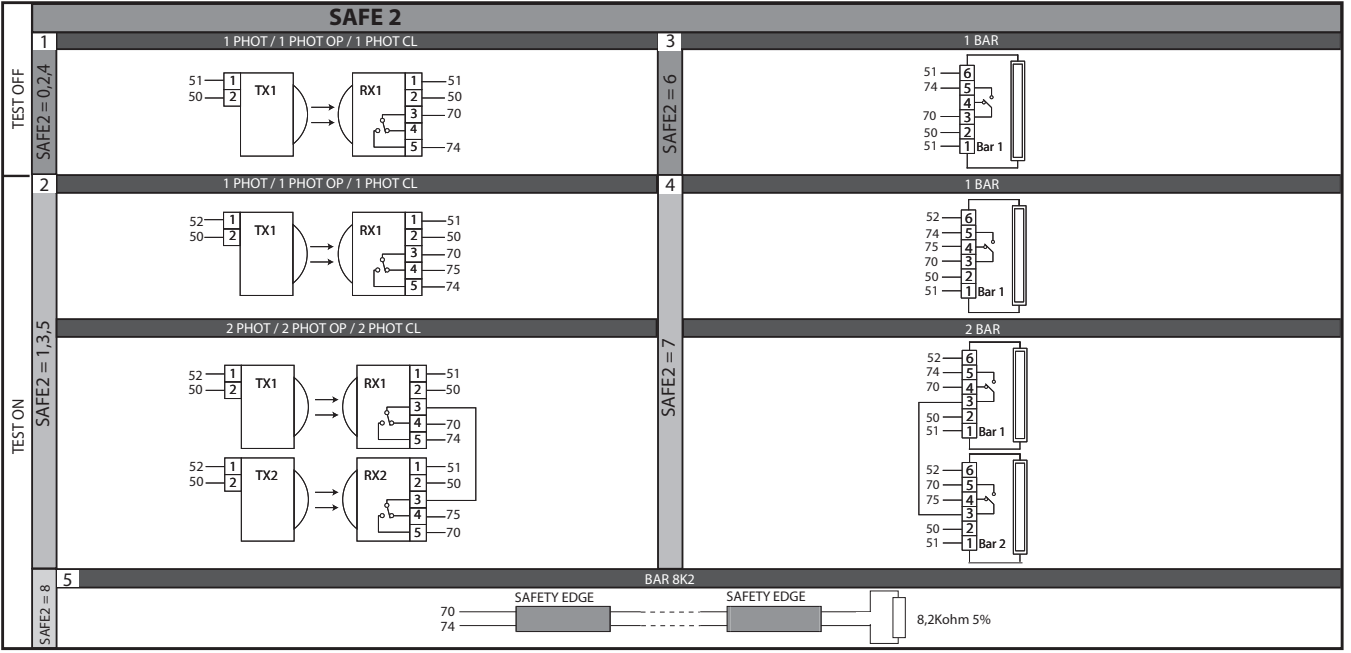 SAFE 2
TEST OFF
1
1 PHOT / 1 PHOT OP / 1 PHOT CL
SAFE2 = 0,2,4
51 1 TX1
50 2
RX1 1 51
2 50
3 70
4
5 74
3
1 BAR
SAFE2 = 6
51 6
74 5
4
70 3
50 2
51 1 Bar 1
TEST ON
2
1 PHOT / 1 PHOT OP / 1 PHOT CL
SAFE2 = 1,3,5
52 1 TX1
50 2
RX1 1 51
2 50
3 70
4 75
5 74
2 PHOT / 2 PHOT OP / 2 PHOT CL
52 1 TX1
50 2
RX1 1 51
2 50
3
4 70
5 74
52 1 TX2
50 2
RX2 1 51
2 50
3
4 75
5 70
4
1 BAR
SAFE2 = 7
52 6
74 5
75 4
70 3
50 2
51 1 Bar 1
2 BAR
52 6
74 5
70 4
3
50 2
51 1 Bar 1
52 6
70 5
75 4
3
50 2
51 1 Bar 2
5
BAR 8K2
SAFE2 = 8
SAFETY EDGE
SAFETY EDGE
70
74
8,2Kohm 5%